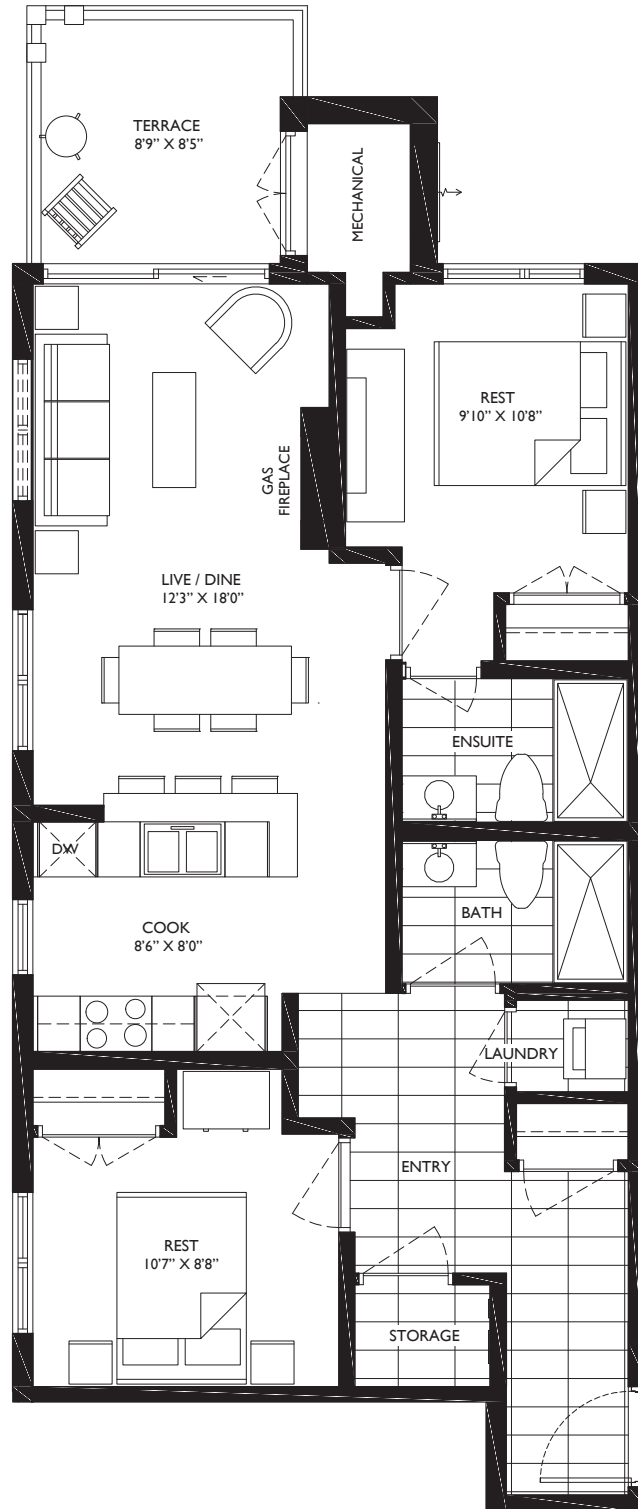 TERRACE
8’9” X 8’5”
MECHANICAL
REST
9’10” X 10’8”
GAS
FIREPLACE
LIVE / DINE
12’3” X 18’0”
ENSUITE
DW
BATH
COOK
8’6” X 8’0”
LAUNDRY
ENTRY
REST
10’7” X 8’8”
STORAGE